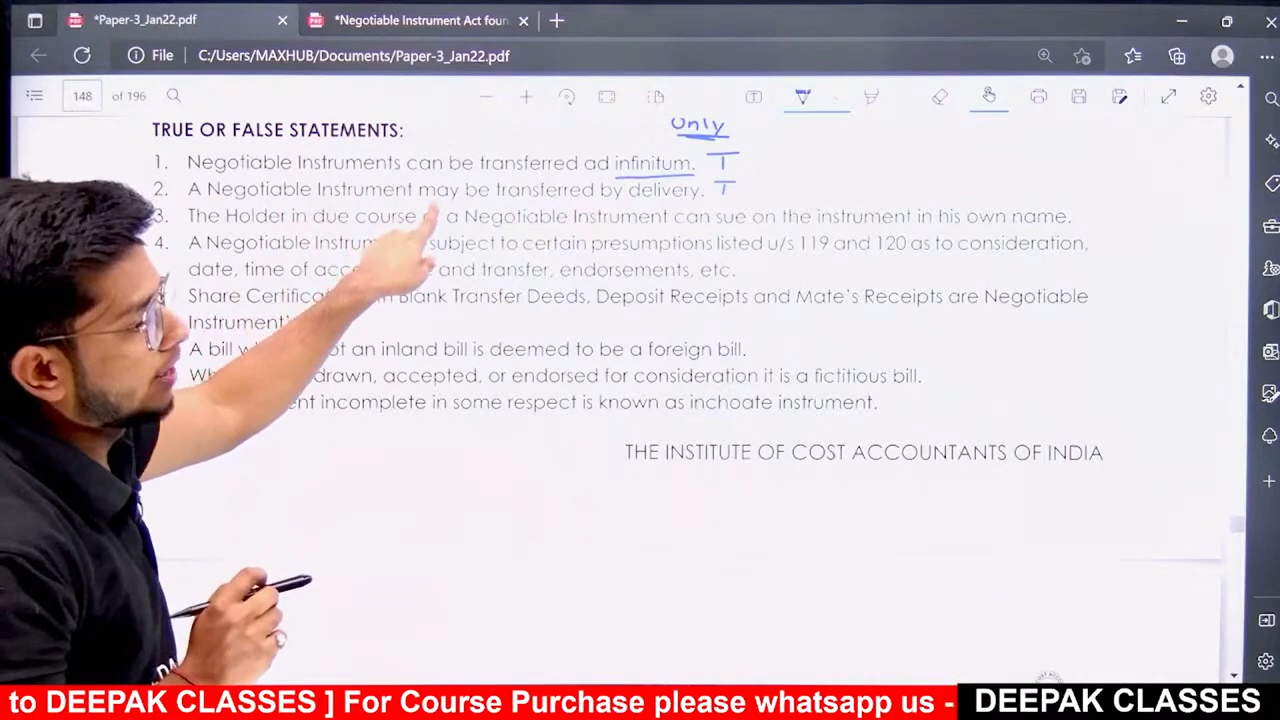 *Paper-3_Jan22.pdf
*Negotiable Instrument Act foun
File C:/Users/MAXHUB/Documents/Paper-3_Jan22.pdf
148 of 196
TRUE OR FALSE STATEMENTS:
Only
1. Negotiable Instruments can be transferred ad infinitum. T
2. A Negotiable Instrument may be transferred by delivery. T
3. The Holder in due course a Negotiable Instrument can sue on the instrument in his own name.
4. A Negotiable subject to certain presumptions listed u/s 119 and 120 as to consideration,
date, time of and transfer, endorsements, etc.
Share Blank Transfer Deeds, Deposit Receipts and Mate's Receipts are Negotiable
Instrument'
A bill an inland bill is deemed to be a foreign bill.
drawn, accepted, or endorsed for consideration it is a fictitious bill.
incomplete in some respect is known as inchoate instrument.
THE INSTITUTE OF COST ACCOUNTANTS OF INDIA
to DEEPAK CLASSES ] For Course Purchase please whatsapp us - DEEPAK CLASSES